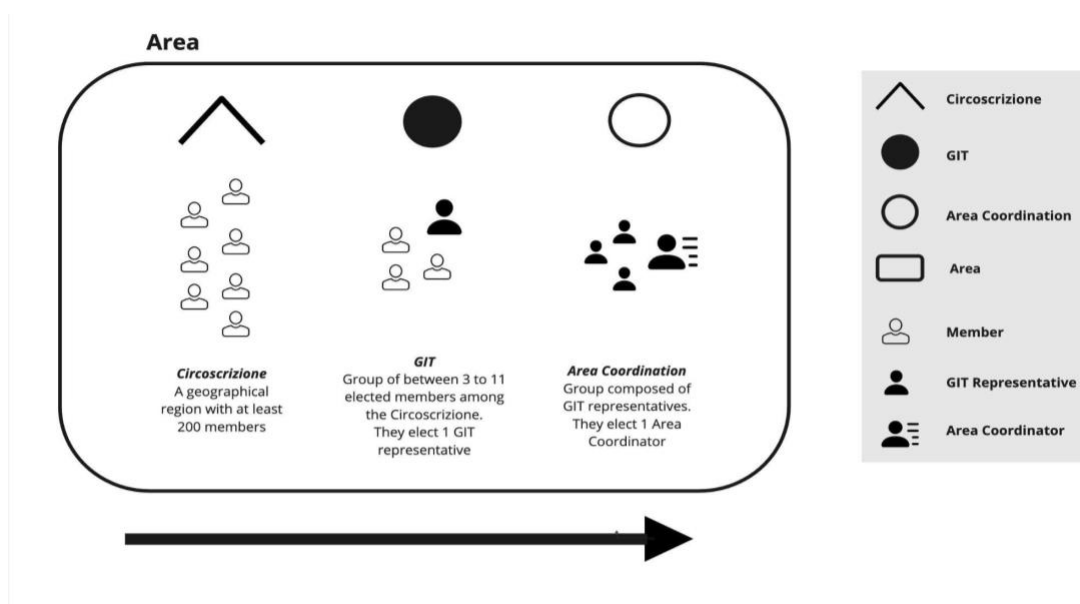 Area
Circoscrizione
A geographical
region with at least
200 members
GIT
Group of between 3 to 11
elected members among
the Circoscrizione.
They elect 1 GIT
representative
Area Coordination
Group composed of
GIT representatives.
They elect 1 Area
Coordinator
Circoscrizione
GIT
Area Coordination
Area
Member
GIT Representative
Area Coordinator